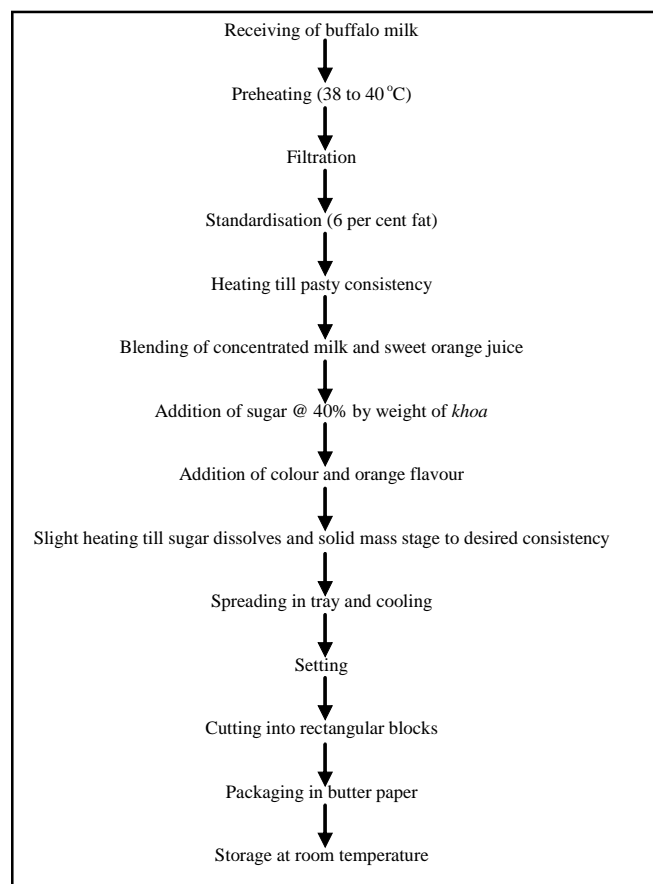 Receiving of buffalo milk
Preheating (38 to 40 °C)
Filtration
Standardisation (6 per cent fat)
Heating till pasty consistency
Blending of concentrated milk and sweet orange juice
Addition of sugar @ 40% by weight of khoa
Addition of colour and orange flavour
Slight heating till sugar dissolves and solid mass stage to desired consistency
Spreading in tray and cooling
Setting
Cutting into rectangular blocks
Packaging in butter paper
Storage at room temperature